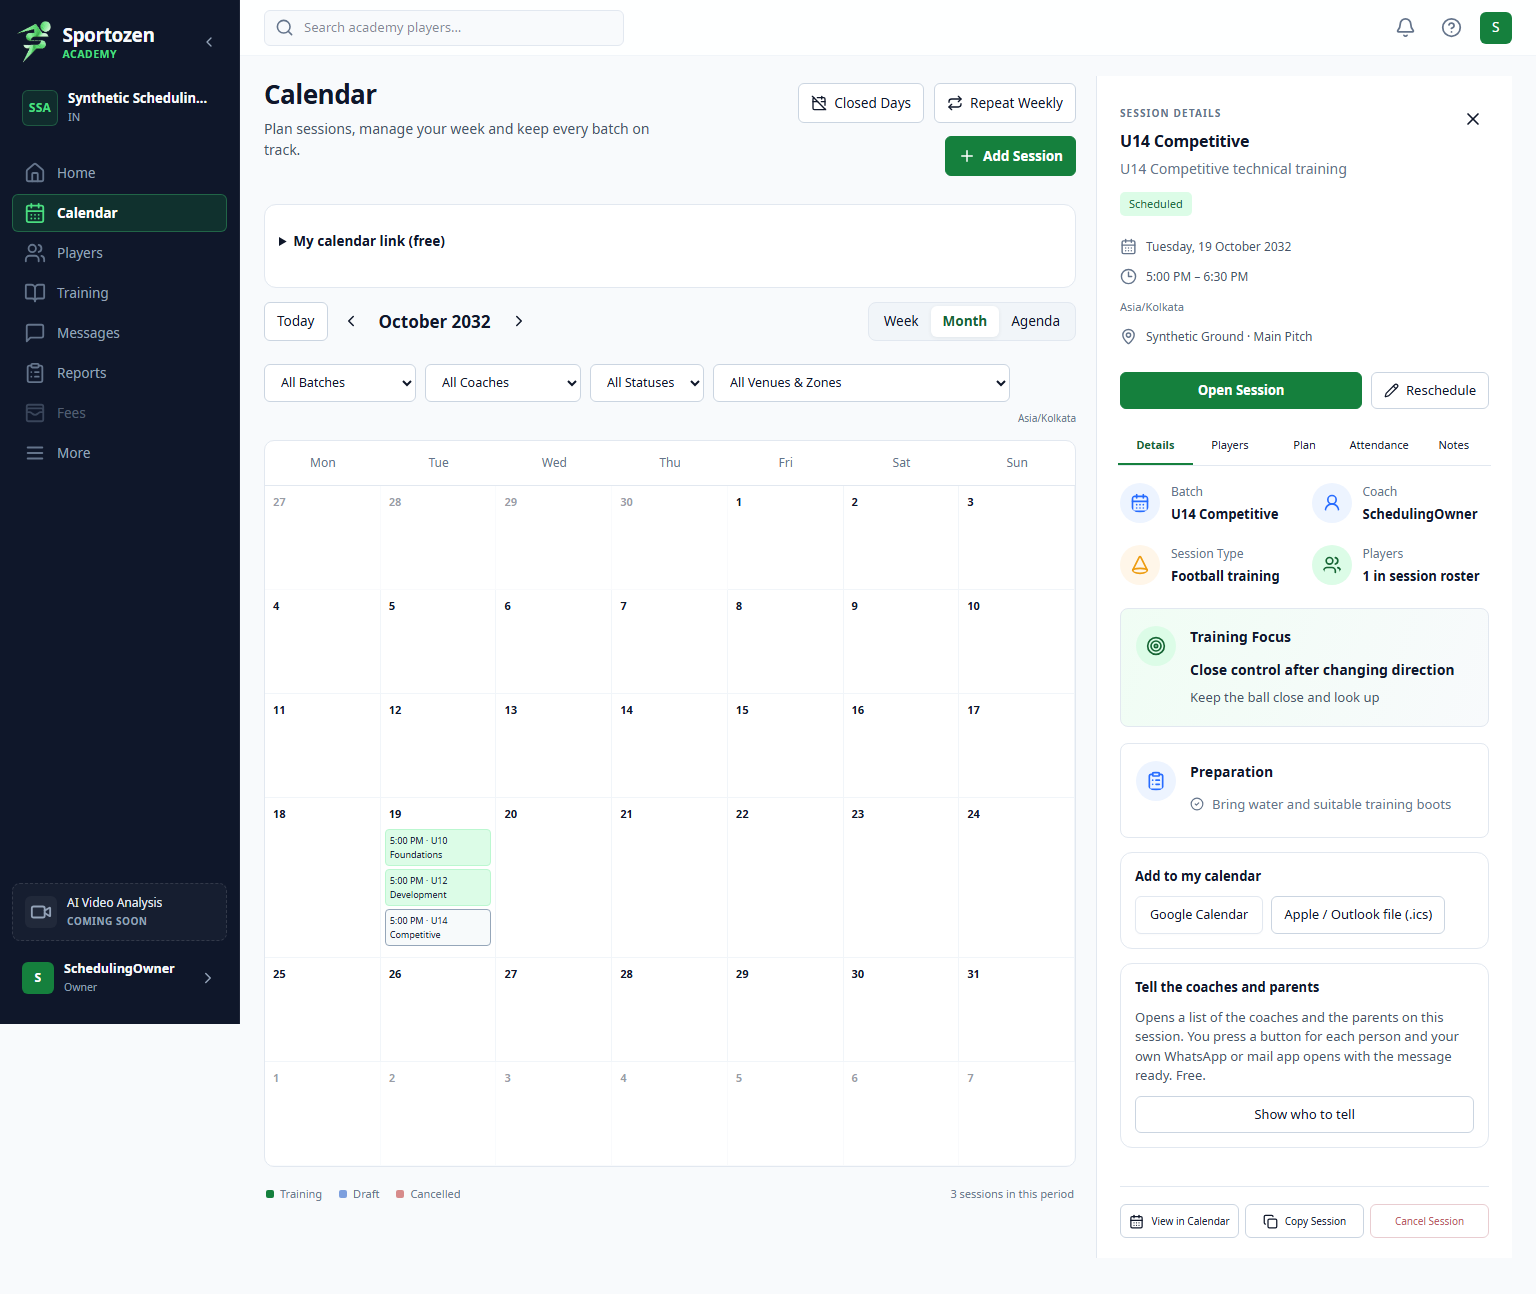 Sportozen
ACADEMY
SSA
Synthetic Schedulin...
IN
Home
Calendar
Players
Training
Messages
Reports
Fees
More
AI Video Analysis
COMING SOON
S
SchedulingOwner
Owner
Search academy players...
S
Calendar
Plan sessions, manage your week and keep every batch on
track.
Closed Days
Repeat Weekly
Add Session
My calendar link (free)
Today
October 2032
Week
Month
Agenda
All Batches
All Coaches
All Statuses
All Venues & Zones
Asia/Kolkata
Mon Tue Wed Thu Fri Sat Sun
27 28 29 30 1 2 3
4 5 6 7 8 9 10
11 12 13 14 15 16 17
18 19 20 21 22 23 24
5:00 PM · U10
Foundations
5:00 PM · U12
Development
5:00 PM · U14
Competitive
25 26 27 28 29 30 31
1 2 3 4 5 6 7
Training
Draft
Cancelled
3 sessions in this period
SESSION DETAILS
U14 Competitive
U14 Competitive technical training
Scheduled
Tuesday, 19 October 2032
5:00 PM – 6:30 PM
Asia/Kolkata
Synthetic Ground · Main Pitch
Open Session
Reschedule
Details
Players
Plan
Attendance
Notes
Batch
U14 Competitive
Coach
SchedulingOwner
Session Type
Football training
Players
1 in session roster
Training Focus
Close control after changing direction
Keep the ball close and look up
Preparation
Bring water and suitable training boots
Add to my calendar
Google Calendar
Apple / Outlook file (.ics)
Tell the coaches and parents
Opens a list of the coaches and the parents on this
session. You press a button for each person and your
own WhatsApp or mail app opens with the message
ready. Free.
Show who to tell
View in Calendar
Copy Session
Cancel Session